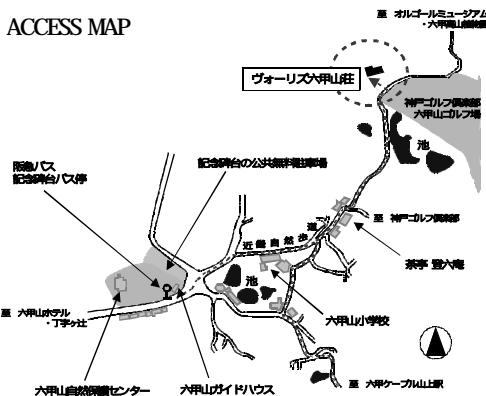 ACCESS MAP
至 オルゴールミュージアム
・六甲高山植物園
ヴォーリズ六甲山荘
神戸ゴルフ倶楽部
六甲山ゴルフ場
池
阪急バス
記念碑台バス停
記念碑台の公共無料駐車場
近畿自然歩道
至 神戸ゴルフ倶楽部
茶亭 鷺六庵
池
至 六甲山ホテル
・丁字ヶ辻
六甲山小学校
六甲山自然保護センター
六甲山ガイドハウス
至 六甲ケーブル山上駅